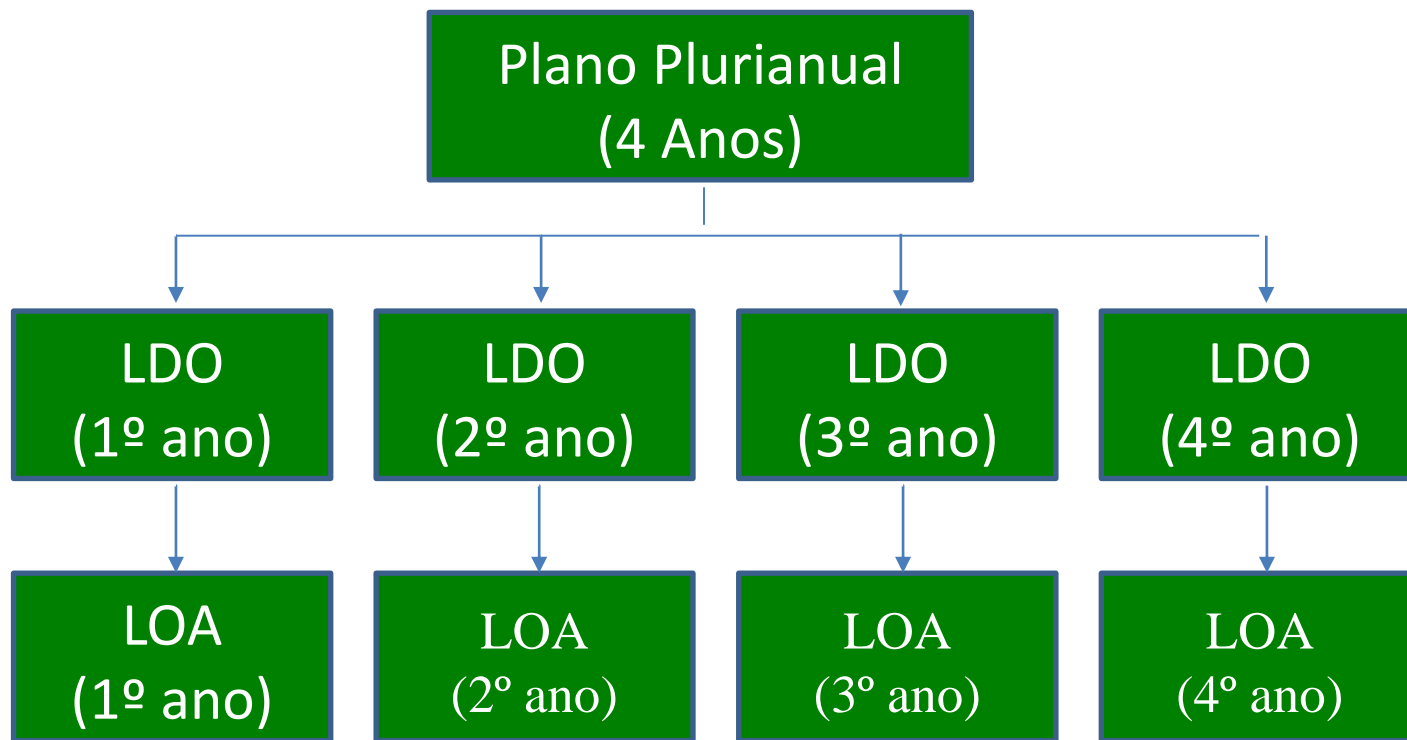 Plano Plurianual
(4 Anos)
LDO
(1º ano)
LDO
(2º ano)
LDO
(3º ano)
LDO
(4º ano)
LOA
(1º ano)
LOA
(2º ano)
LOA
(3º ano)
LOA
(4º ano)